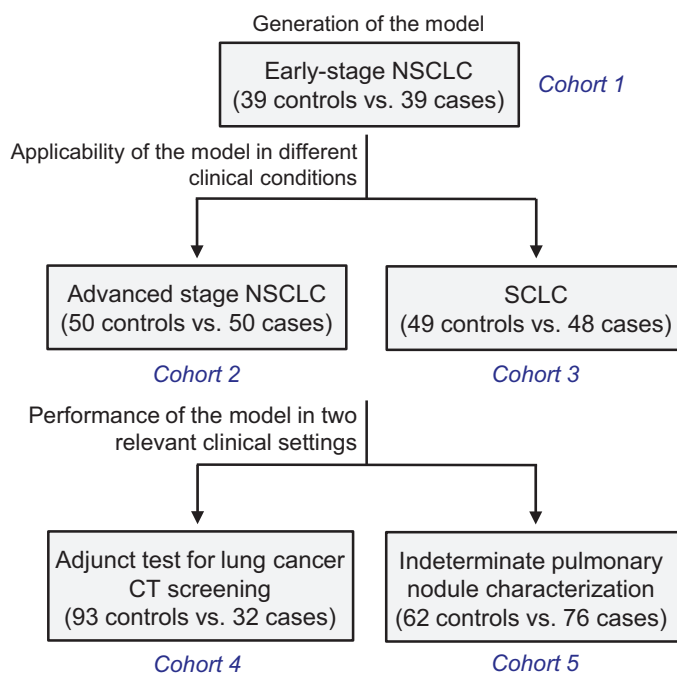 Generation of the model
Early-stage NSCLC
(39 controls vs. 39 cases)
Cohort 1
Applicability of the model in different
clinical conditions
Advanced stage NSCLC
(50 controls vs. 50 cases)
Cohort 2
SCLC
(49 controls vs. 48 cases)
Cohort 3
Performance of the model in two
relevant clinical settings
Adjunct test for lung cancer
CT screening
(93 controls vs. 32 cases)
Cohort 4
Indeterminate pulmonary
nodule characterization
(62 controls vs. 76 cases)
Cohort 5